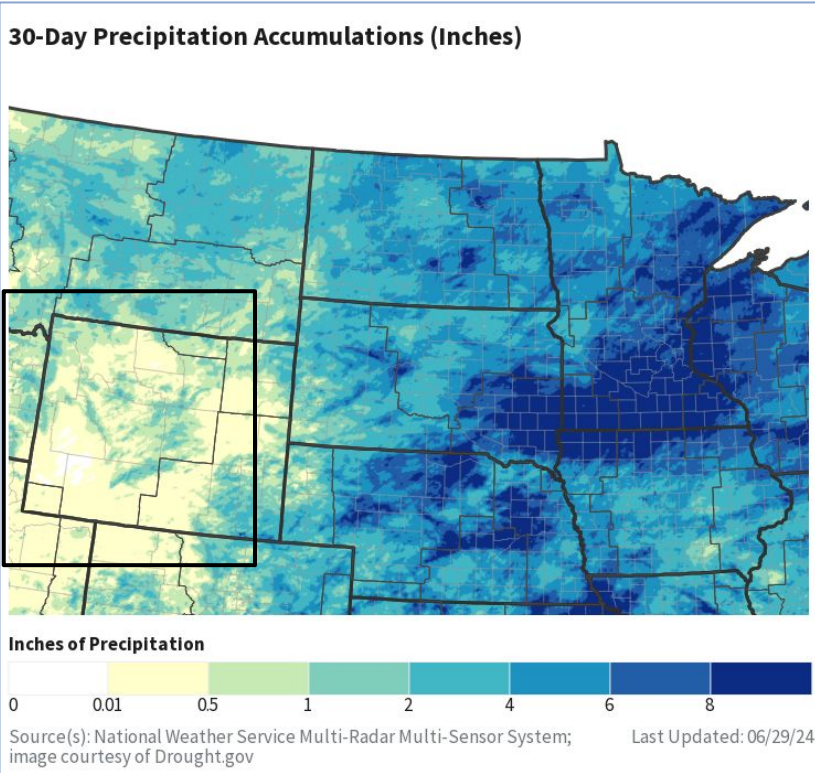 30-Day Precipitation Accumulations (Inches)
Inches of Precipitation
0 0.01 0.5 1 2 4 6 8
Source(s): National Weather Service Multi-Radar Multi-Sensor System; Last Updated: 06/29/24
image courtesy of Drought.gov